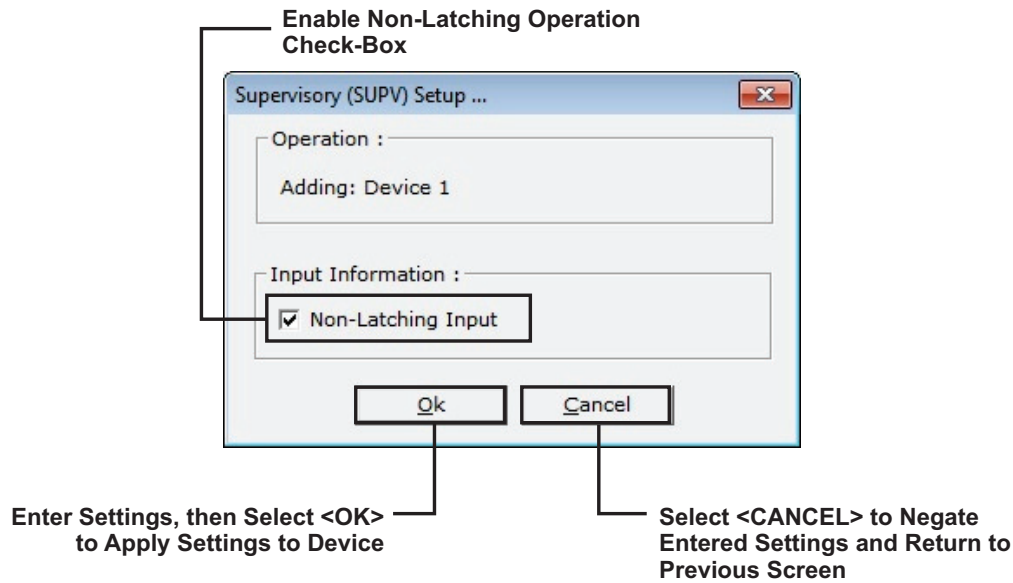 Enable Non-Latching Operation
Check-Box
Supervisory (SUPV) Setup ...
Operation :
Adding: Device 1
Input Information :
Non-Latching Input
Ok
Cancel
Enter Settings, then Select <OK>
to Apply Settings to Device
Select <CANCEL> to Negate
Entered Settings and Return to
Previous Screen